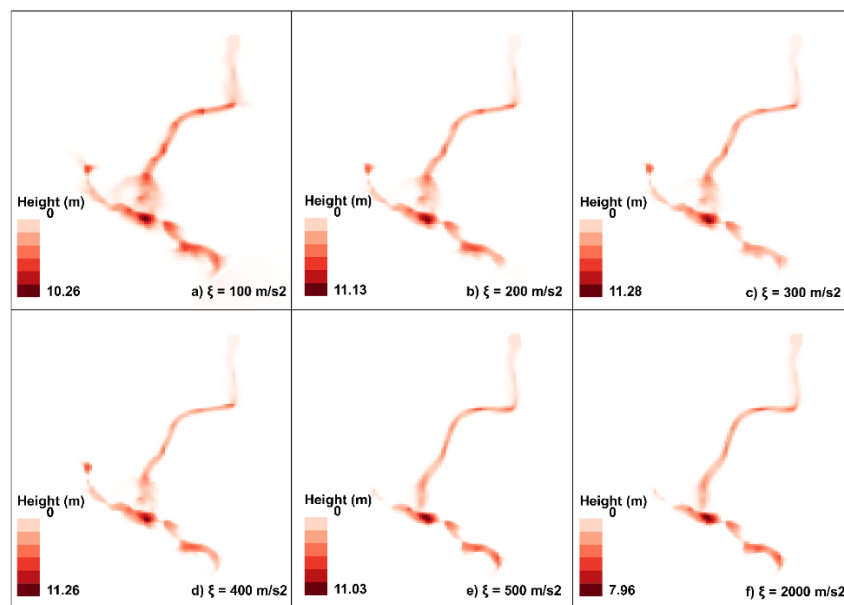 Height (m)
0
10.26
a) ξ = 100 m/s2
Height (m)
0
11.13
b) ξ = 200 m/s2
Height (m)
0
11.28
c) ξ = 300 m/s2
Height (m)
0
11.26
d) ξ = 400 m/s2
Height (m)
0
11.03
e) ξ = 500 m/s2
Height (m)
0
7.96
f) ξ = 2000 m/s2